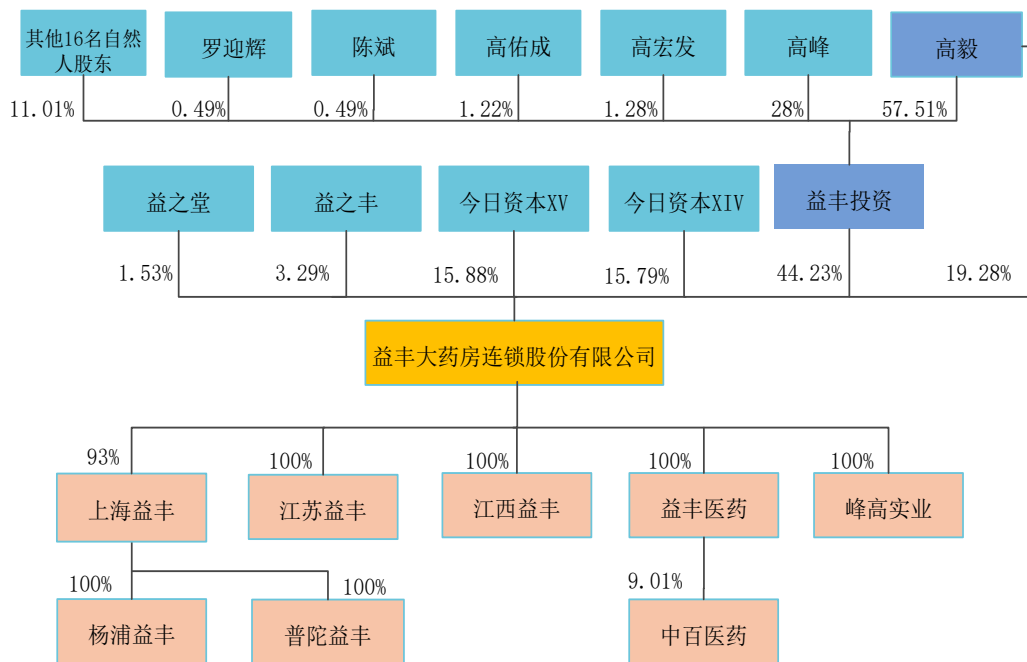 其他16名自然
人股东
罗迎辉
陈斌
高佑成
高宏发
高峰
高毅
11.01%
0.49%
0.49%
1.22%
1.28%
28%
57.51%
益之堂
益之丰
今日资本XV
今日资本XIV
益丰投资
1.53%
3.29%
15.88%
15.79%
44.23%
19.28%
益丰大药房连锁股份有限公司
93%
100%
100%
100%
100%
上海益丰
江苏益丰
江西益丰
益丰医药
峰高实业
100%
100%
9.01%
杨浦益丰
普陀益丰
中百医药